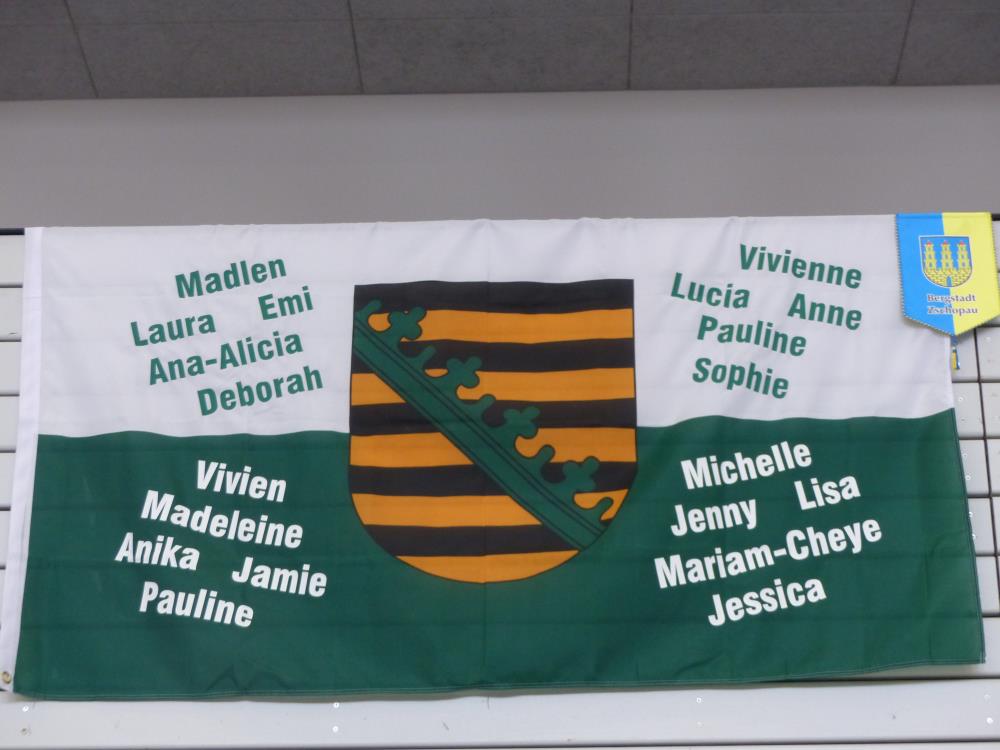 Madlen
Laura Emi
Ana-Alicia
Deborah
Vivienne
Lucia Anne
Pauline
Sophie
Bergstadt
Zschopau
Vivien
Madeleine
Anika Jamie
Pauline
Michelle
Jenny Lisa
Mariam-Cheye
Jessica